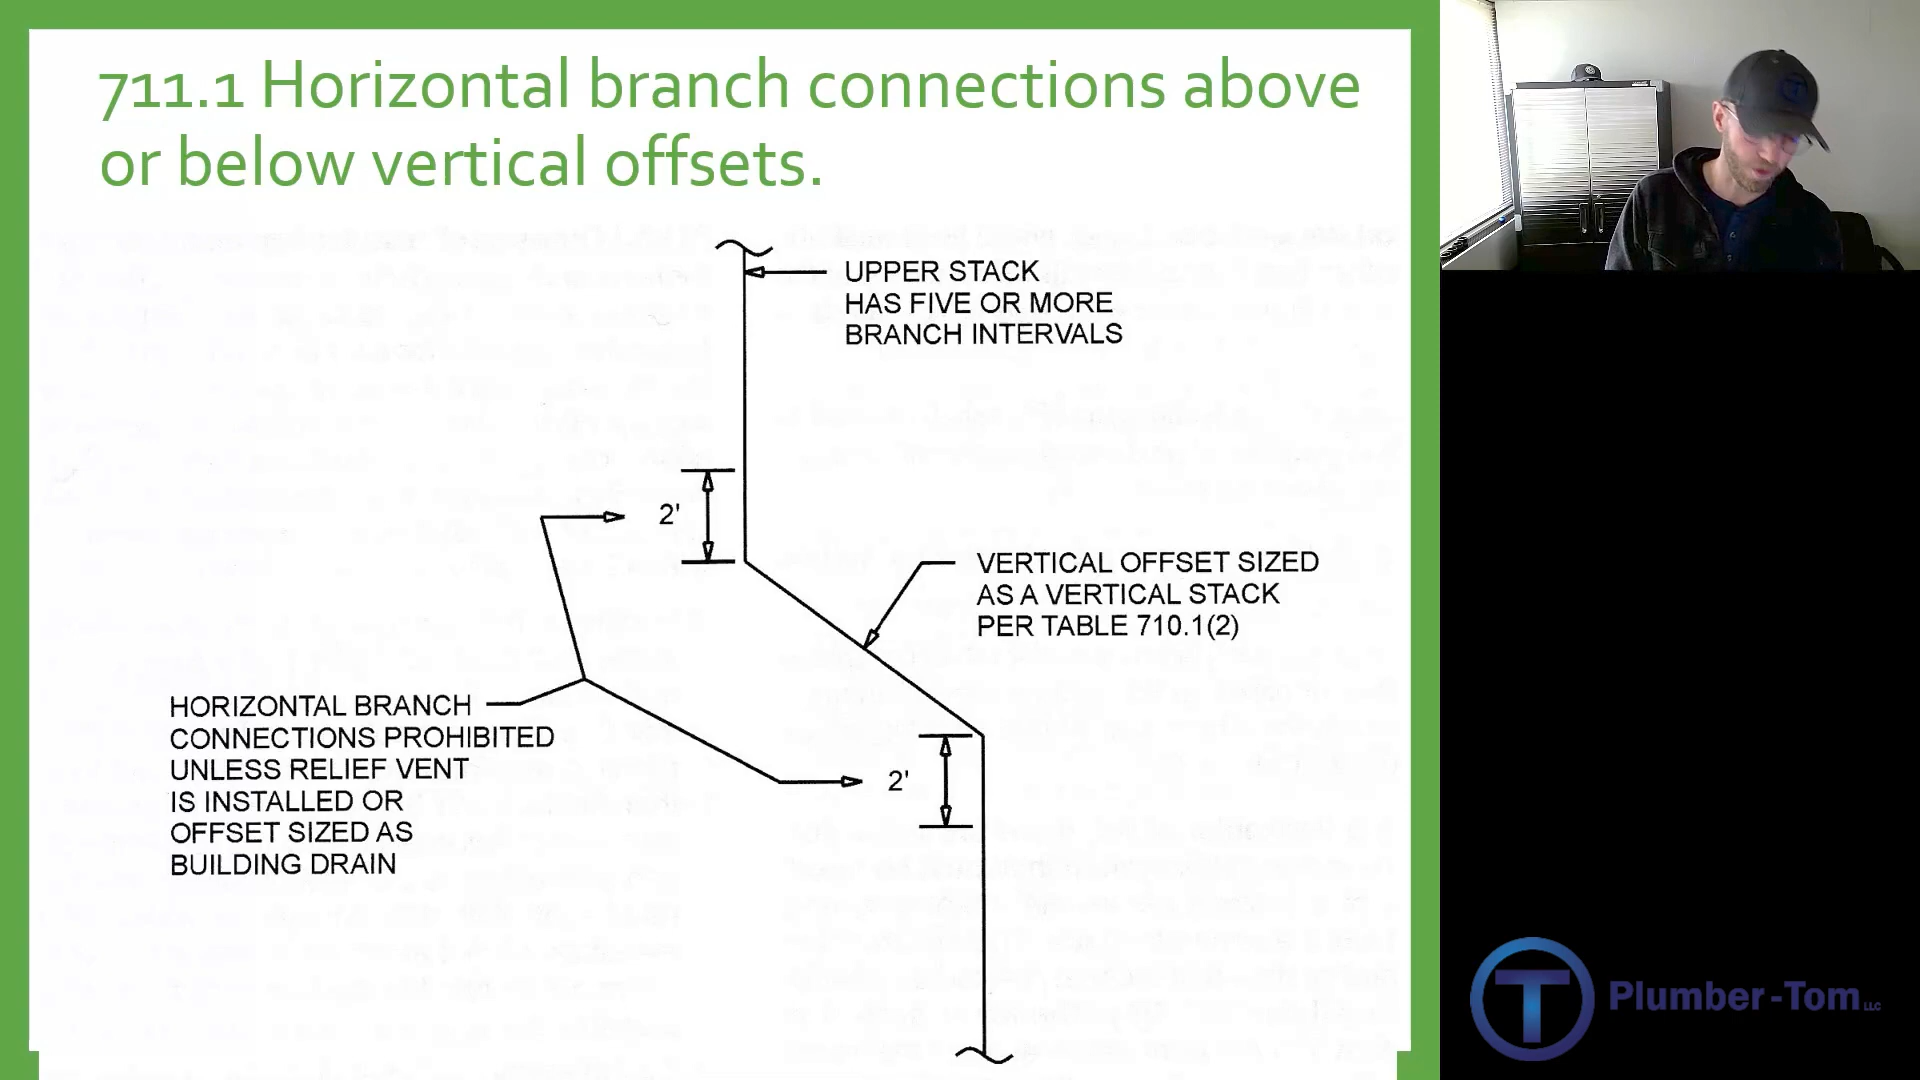 711.1 Horizontal branch connections above
or below vertical offsets.
UPPER STACK
HAS FIVE OR MORE
BRANCH INTERVALS
2'
VERTICAL OFFSET SIZED
AS A VERTICAL STACK
PER TABLE 710.1(2)
HORIZONTAL BRANCH
CONNECTIONS PROHIBITED
UNLESS RELIEF VENT
IS INSTALLED OR
OFFSET SIZED AS
BUILDING DRAIN
2'
T Plumber-Tom LLC